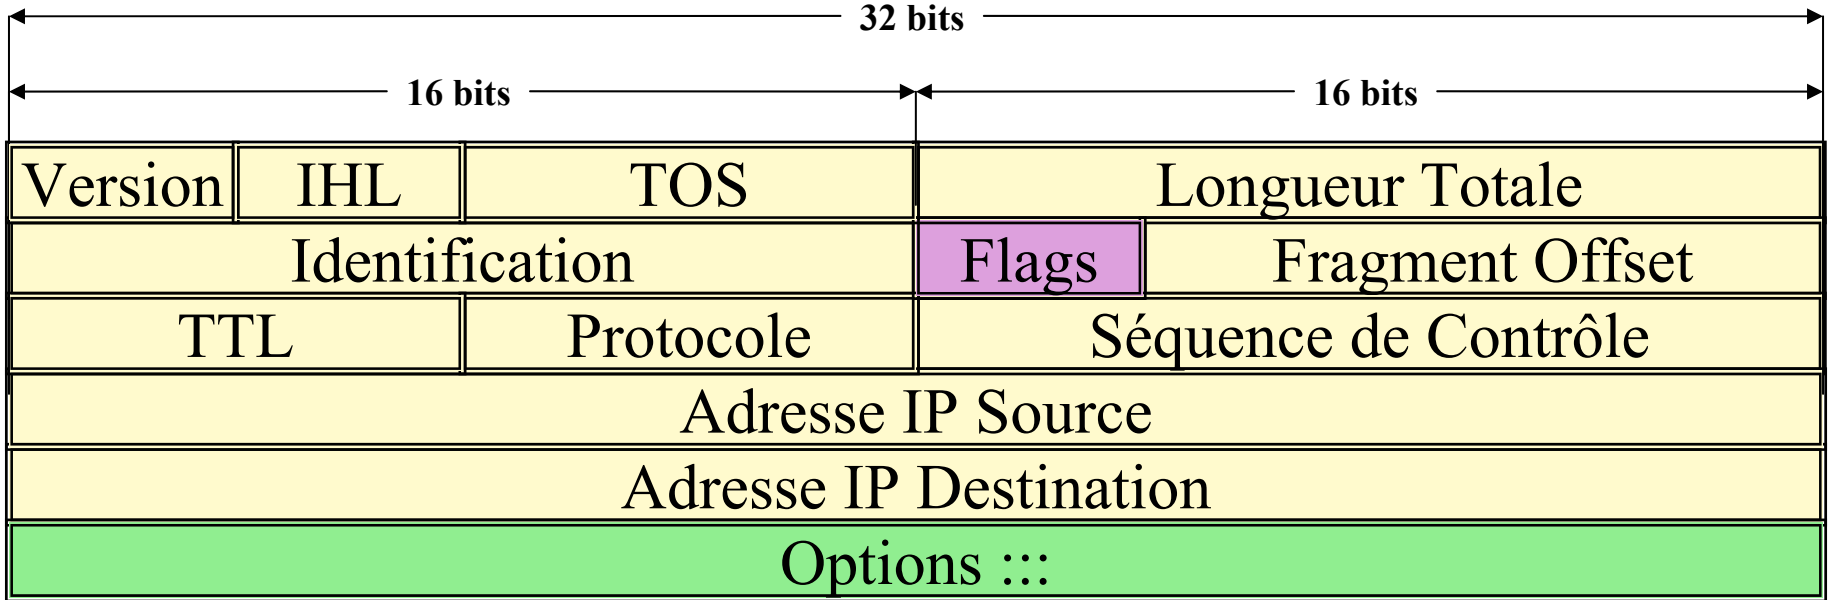 32 bits
16 bits 16 bits
Version IHL TOS Longueur Totale
Identification Flags Fragment Offset
TTL Protocole Séquence de Contrôle
Adresse IP Source
Adresse IP Destination
Options :::